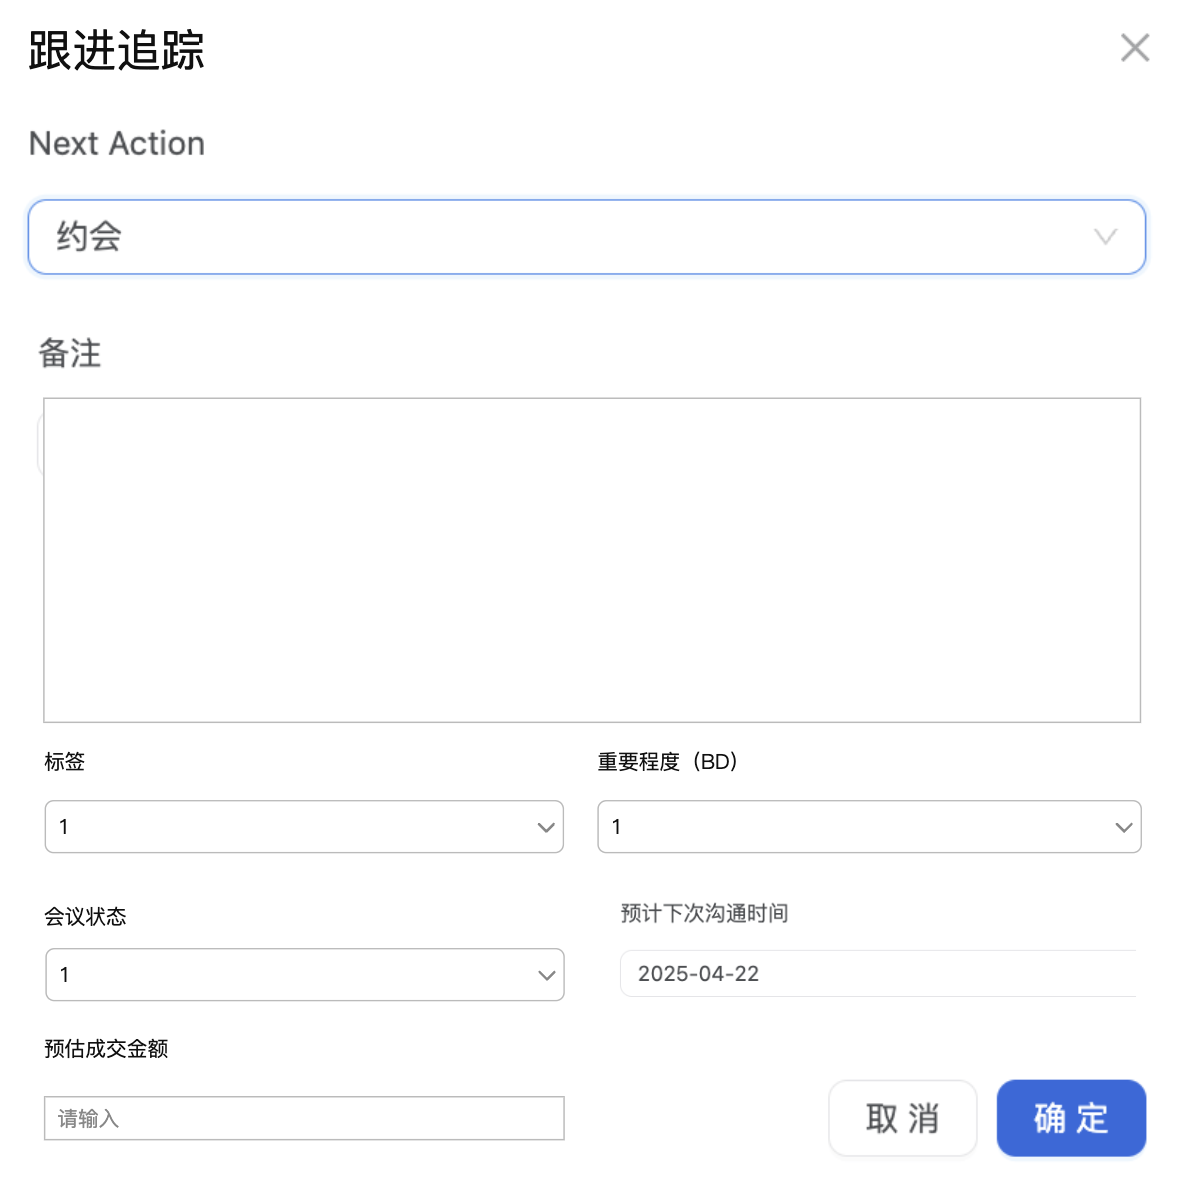 跟进追踪
Next Action
约会
备注
标签
重要程度（BD）
1
1
会议状态
预计下次沟通时间
1
2025-04-22
预估成交金额
请输入
取 消
确 定